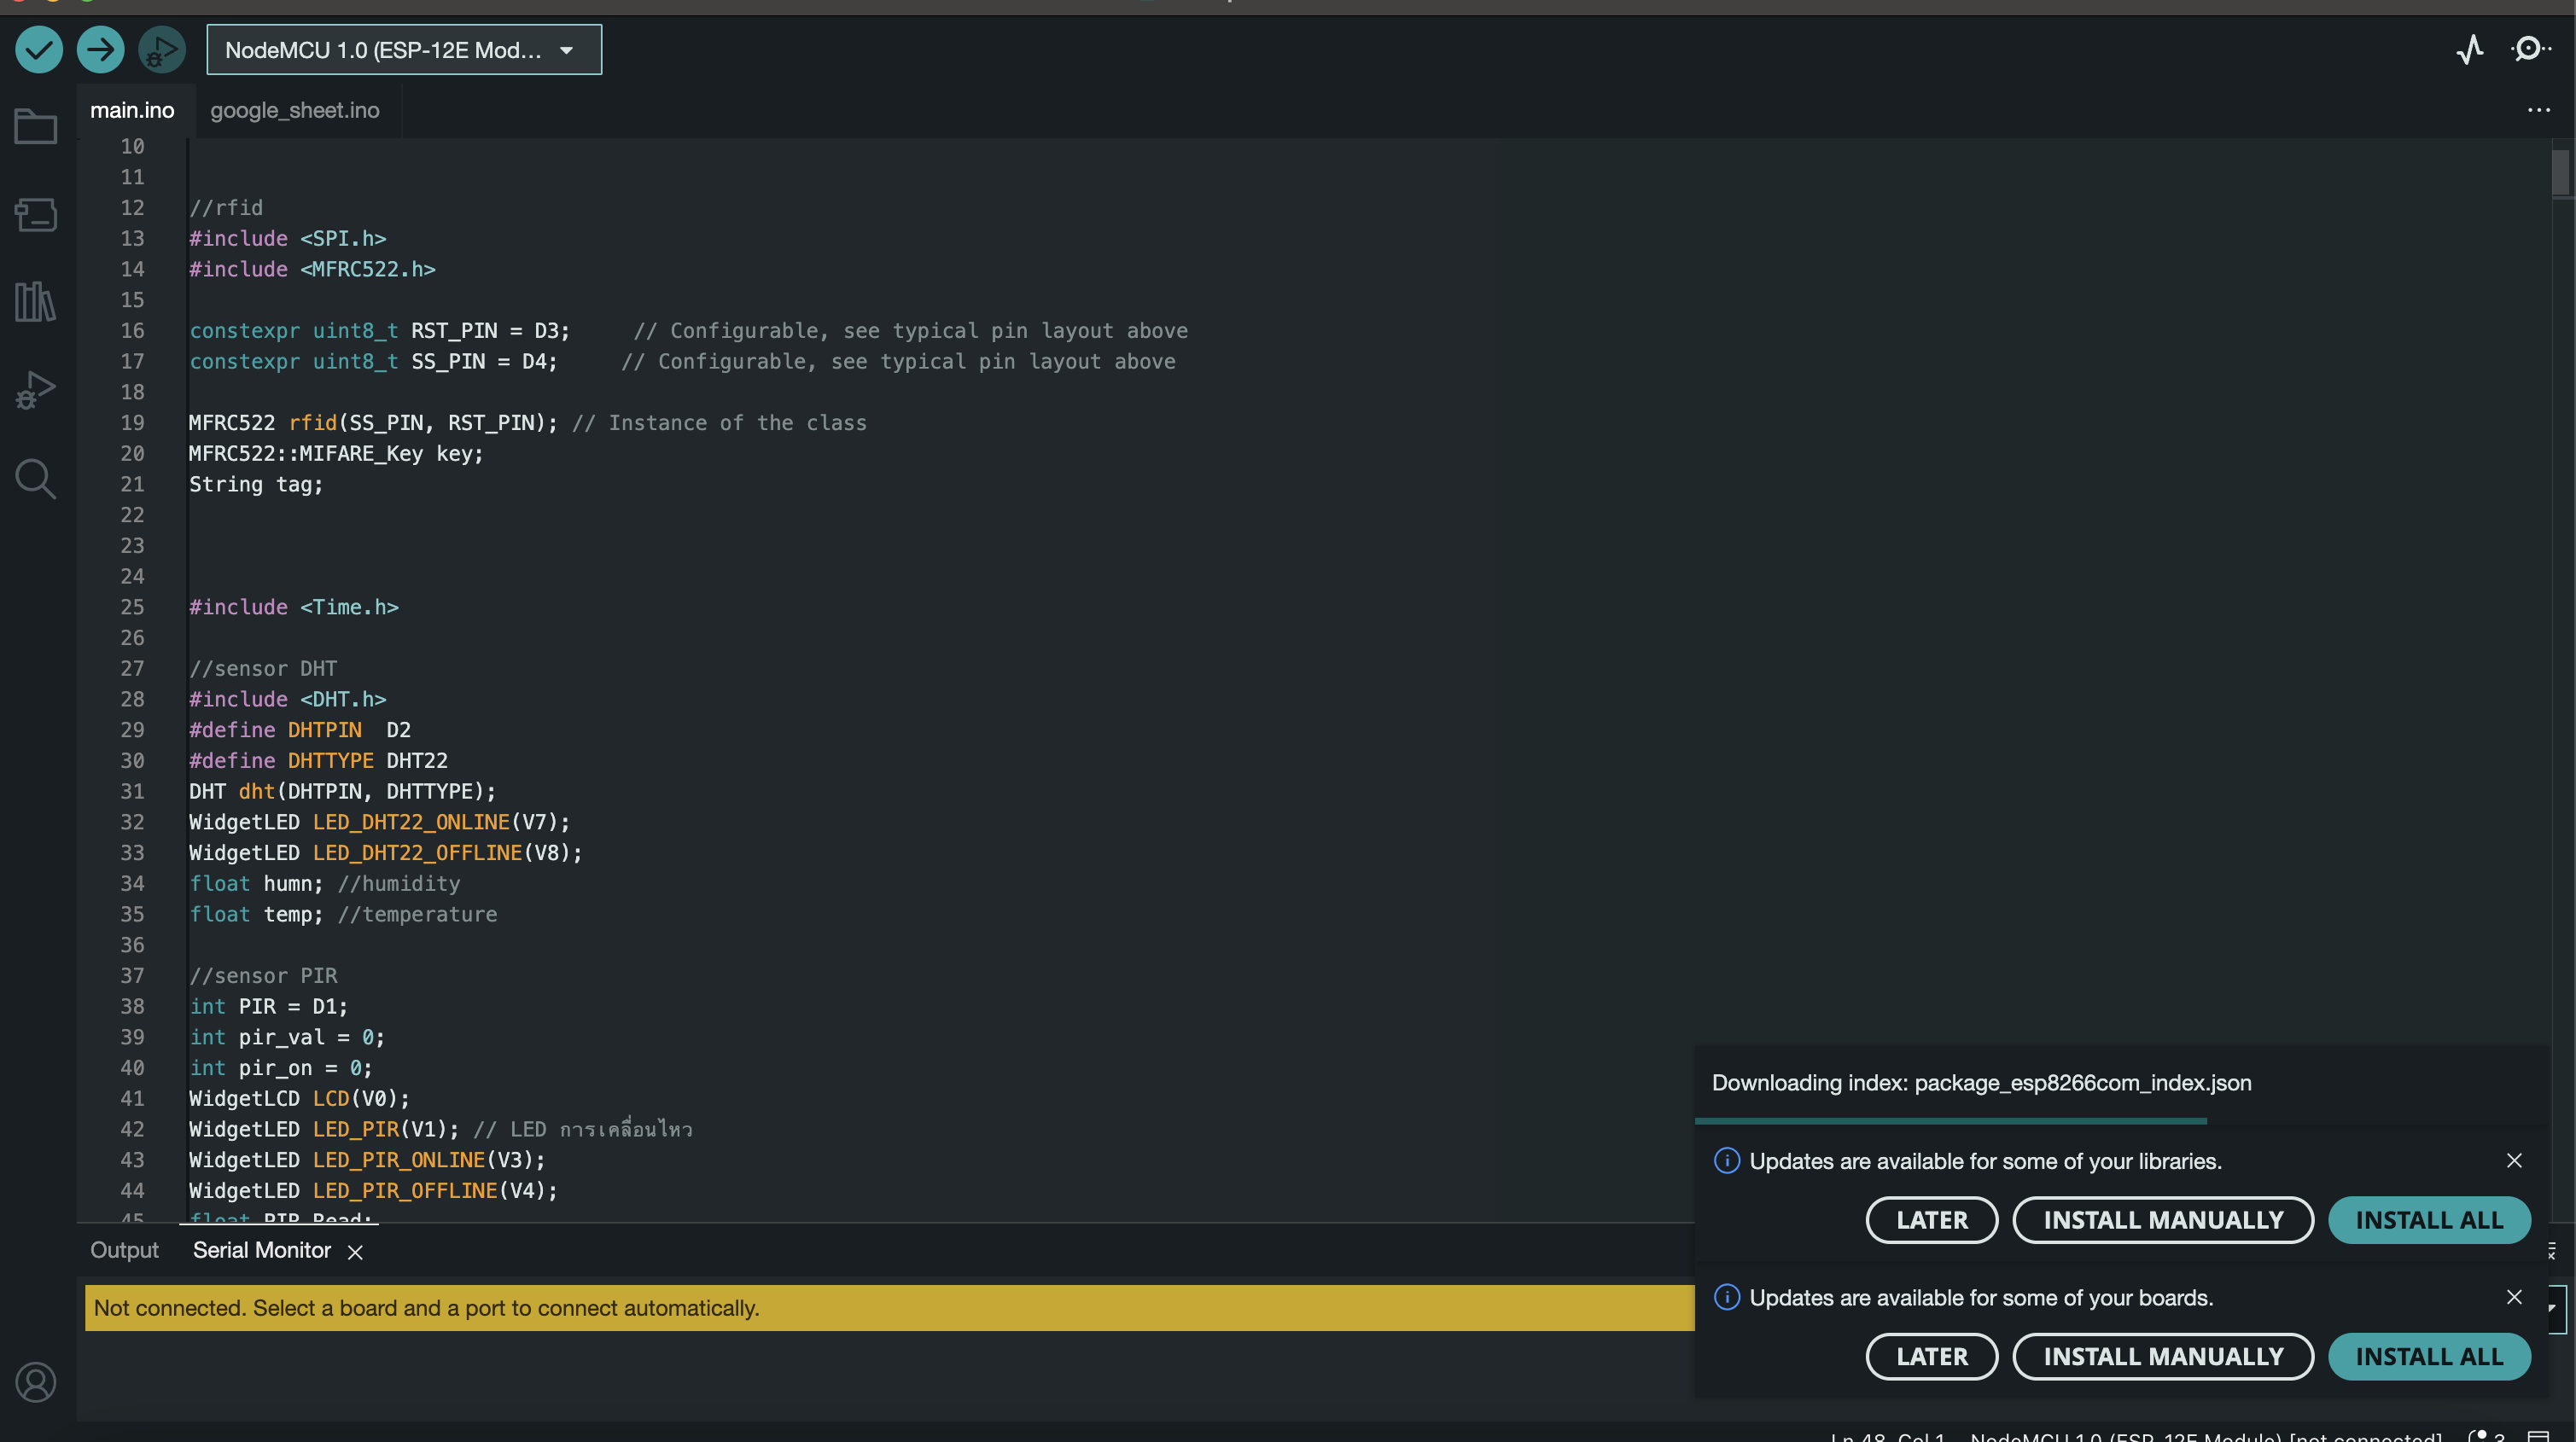 NodeMCU 1.0 (ESP-12E Mod...
main.ino
google_sheet.ino
10
11
12 //rfid
13 #include <SPI.h>
14 #include <MFRC522.h>
15
16 constexpr uint8_t RST_PIN = D3;     // Configurable, see typical pin layout above
17 constexpr uint8_t SS_PIN = D4;     // Configurable, see typical pin layout above
18
19 MFRC522 rfid(SS_PIN, RST_PIN); // Instance of the class
20 MFRC522::MIFARE_Key key;
21 String tag;
22
23
24
25 #include <Time.h>
26
27 //sensor DHT
28 #include <DHT.h>
29 #define DHTPIN  D2
30 #define DHTTYPE DHT22
31 DHT dht(DHTPIN, DHTTYPE);
32 WidgetLED LED_DHT22_ONLINE(V7);
33 WidgetLED LED_DHT22_OFFLINE(V8);
34 float humn; //humidity
35 float temp; //temperature
36
37 //sensor PIR
38 int PIR = D1;
39 int pir_val = 0;
40 int pir_on = 0;
41 WidgetLCD LCD(V0);
42 WidgetLED LED_PIR(V1); // LED การเคลื่อนไหว
43 WidgetLED LED_PIR_ONLINE(V3);
44 WidgetLED LED_PIR_OFFLINE(V4);
45 float PIR_Read;
Output
Serial Monitor
Not connected. Select a board and a port to connect automatically.
Downloading index: package_esp8266com_index.json
Updates are available for some of your libraries.
LATER
INSTALL MANUALLY
INSTALL ALL
Updates are available for some of your boards.
LATER
INSTALL MANUALLY
INSTALL ALL
Ln 48, Col 1
NodeMCU 1.0 (ESP-12E Module) [not connected]
3